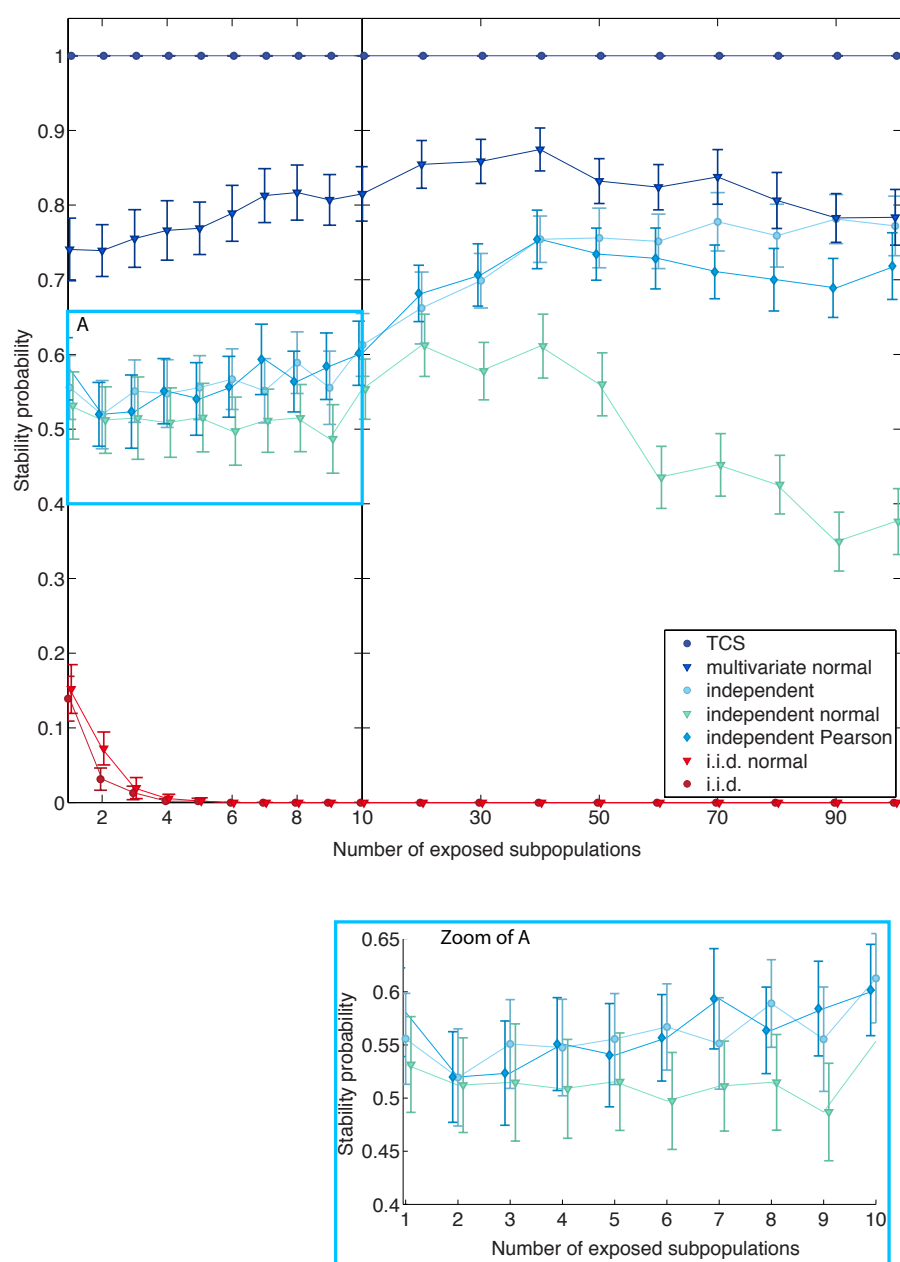 1
0.9
0.8
0.7
A
0.6
0.5
0.4
0.3
0.2
0.1
0
Stability probability
TCS
multivariate normal
independent
independent normal
independent Pearson
i.i.d. normal
i.i.d.
2 4 6 8 10 30 50 70 90
Number of exposed subpopulations
Zoom of A
0.65
0.6
0.55
0.5
0.45
0.4
Stability probability
1 2 3 4 5 6 7 8 9 10
Number of exposed subpopulations